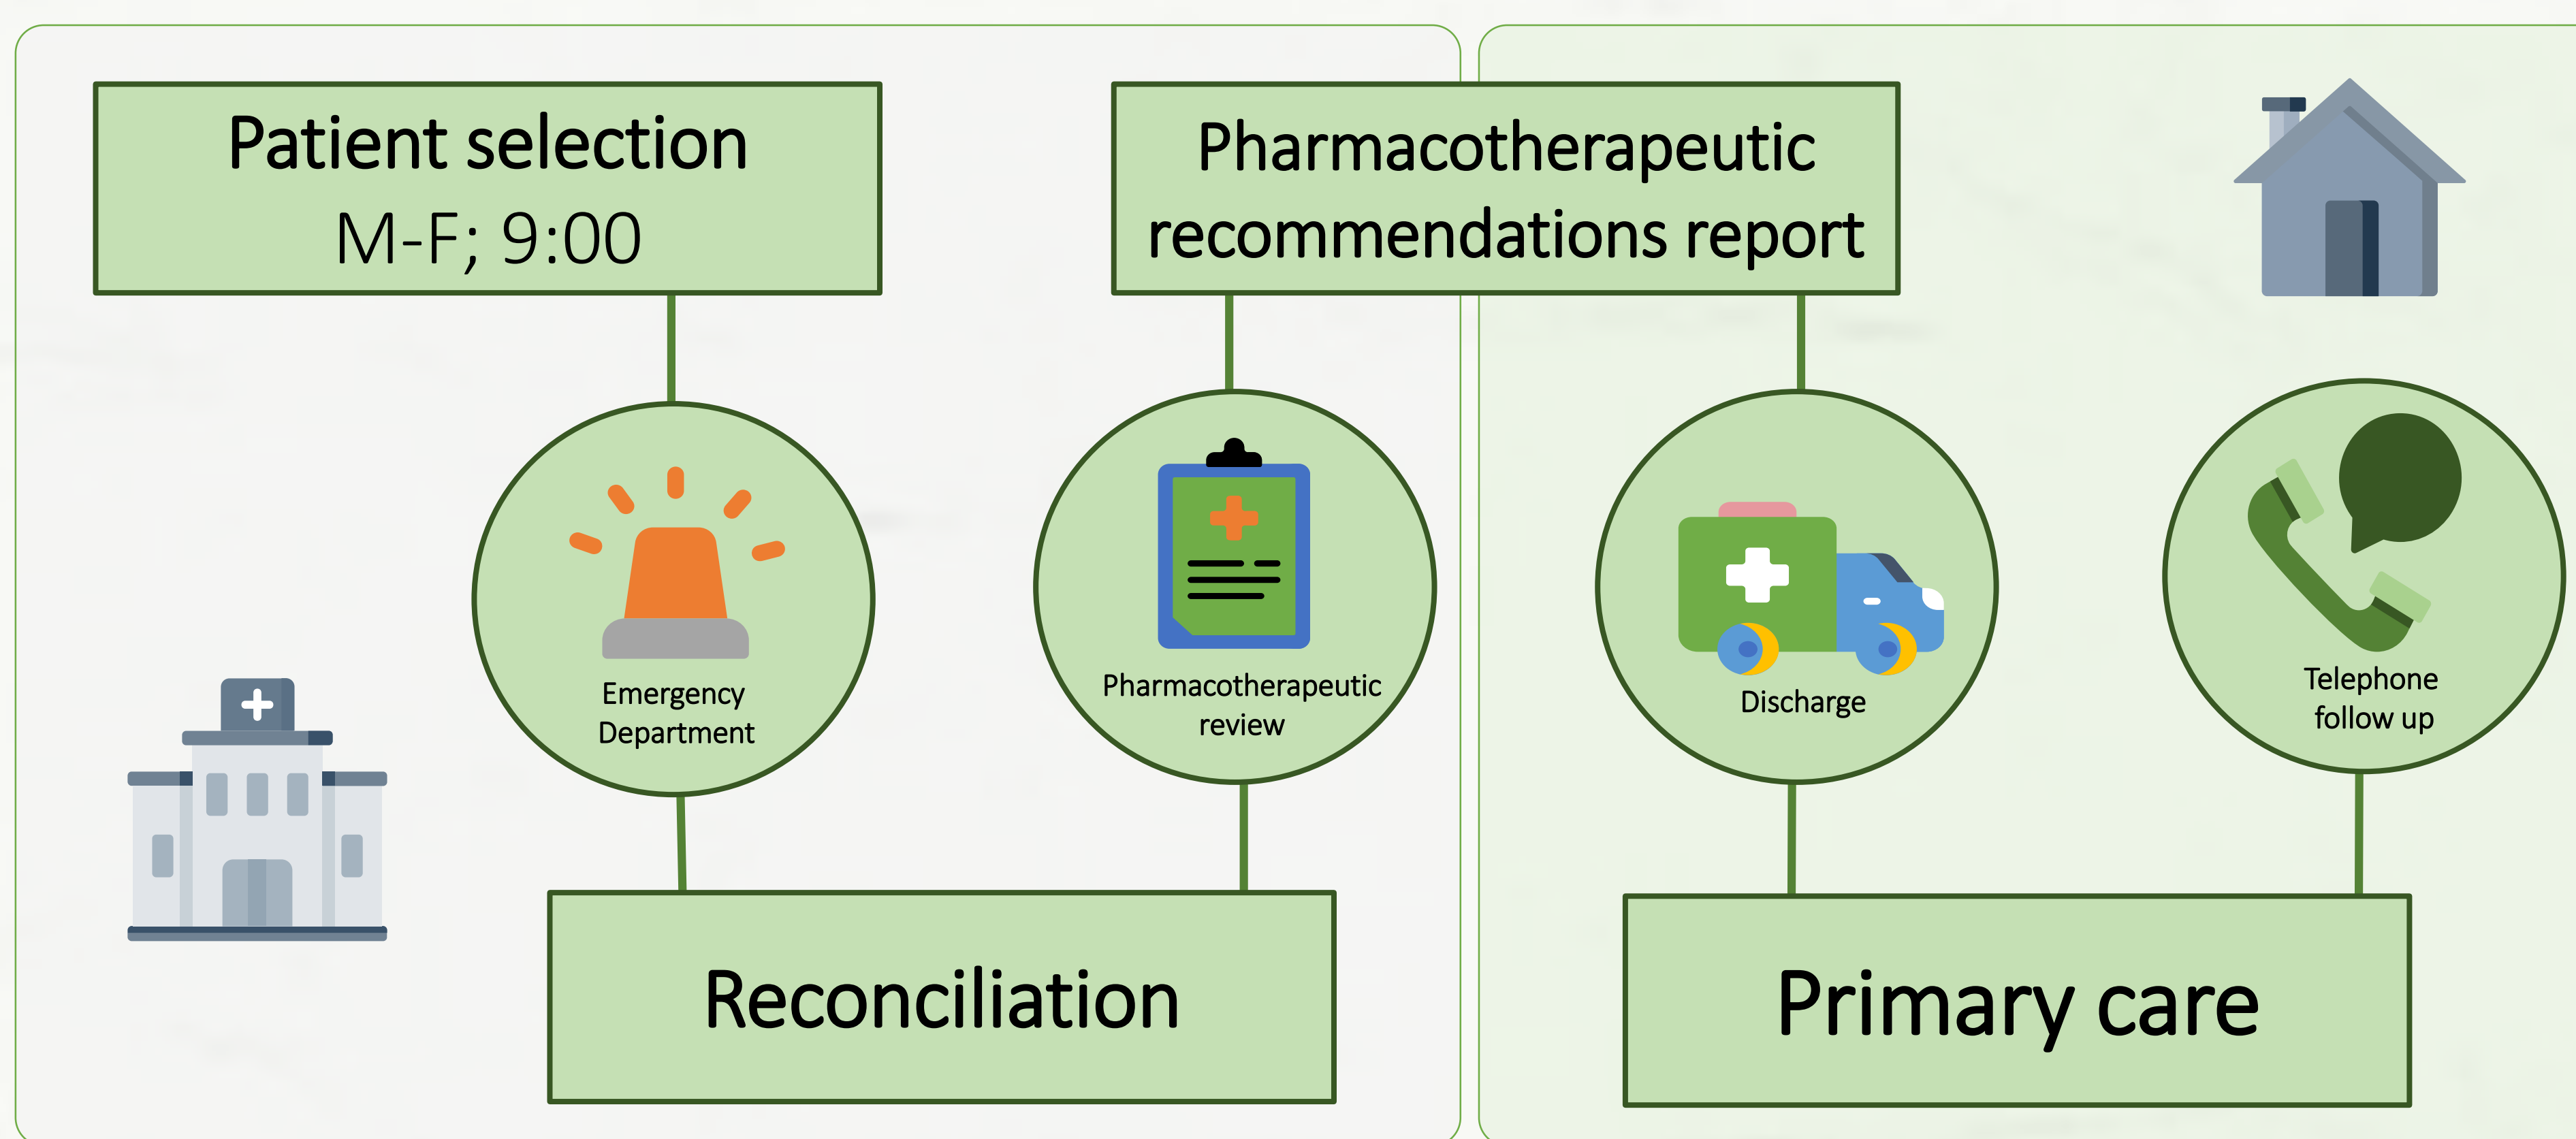 Patient selection
M-F; 9:00
Pharmacotherapeutic
recommendations report
Emergency
Department
Pharmacotherapeutic
review
Discharge
Telephone
follow up
Reconciliation
Primary care